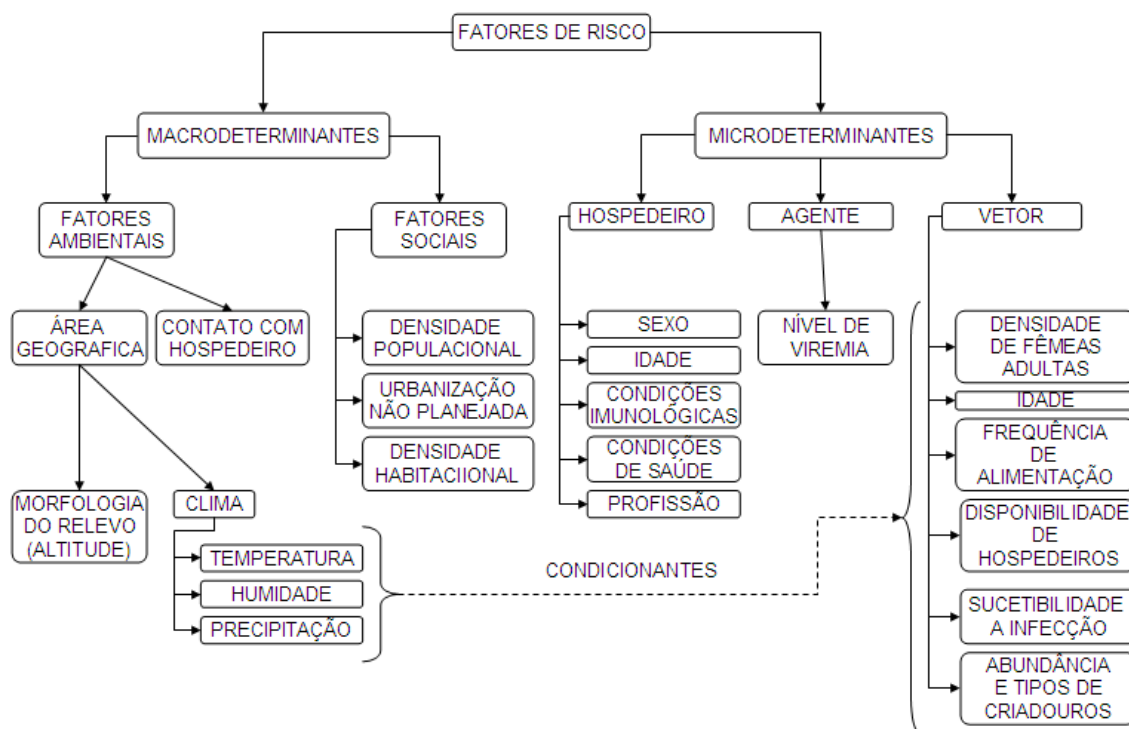 FATORES DE RISCO
MACRODETERMINANTES
MICRODETERMINANTES
FATORES
AMBIENTAIS
FATORES
SOCIAIS
HOSPEDEIRO
AGENTE
VETOR
ÁREA
GEOGRAFICA
CONTATO COM
HOSPEDEIRO
DENSIDADE
POPULACIONAL
URBANIZAÇÃO
NÃO PLANEJADA
DENSIDADE
HABITACIIONAL
SEXO
IDADE
CONDIÇÕES
IMUNOLÓGICAS
CONDIÇÕES
DE SAÚDE
PROFISSÃO
NÍVEL DE
VIREMIA
DENSIDADE
DE FÊMEAS
ADULTAS
IDADE
FREQUÊNCIA
DE
ALIMENTAÇÃO
DISPONIBILIDADE
DE
HOSPEDEIROS
SUCETIBILIDADE
A INFECÇÃO
ABUNDÂNCIA
E TIPOS DE
CRIADOUROS
MORFOLOGIA
DO RELEVO
(ALTITUDE)
CLIMA
TEMPERATURA
HUMIDADE
PRECIPITAÇÃO
CONDICIONANTES